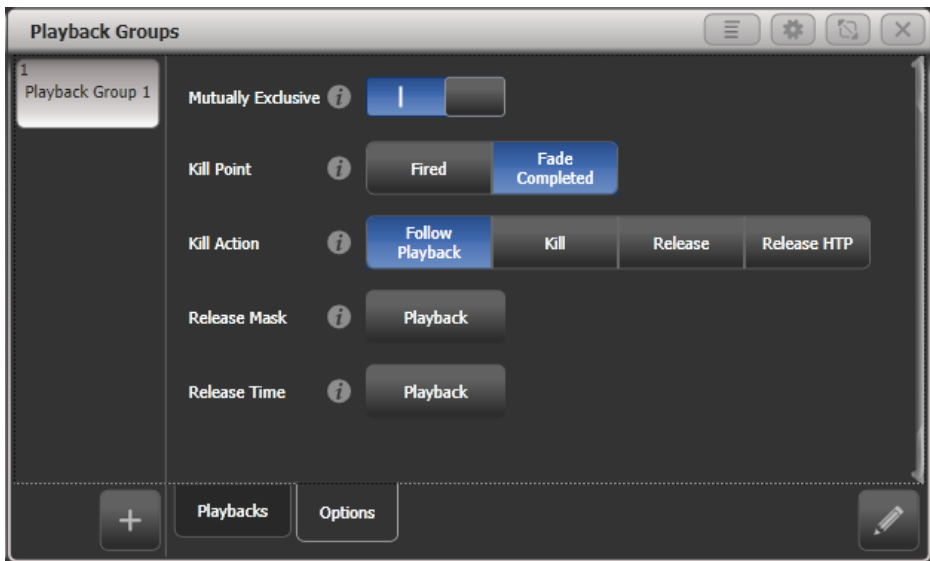 Playback Groups
1
Playback Group 1
Mutually Exclusive
Kill Point
Fired
Fade
Completed
Kill Action
Follow
Playback
Kill
Release
Release HTP
Release Mask
Playback
Release Time
Playback
Playbacks
Options